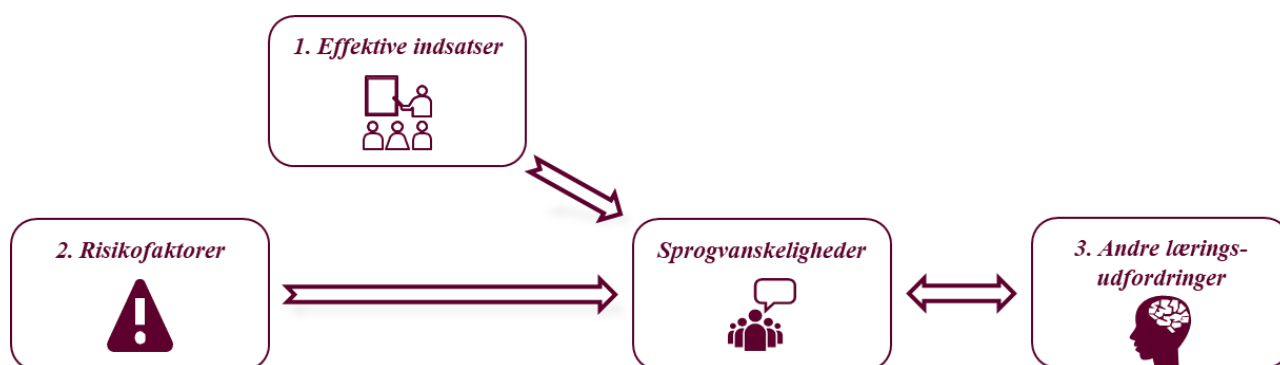 1. Effektive indsatser
2. Risikofaktorer
Sprogvanskeligheder
3. Andre lærings-
udfordringer